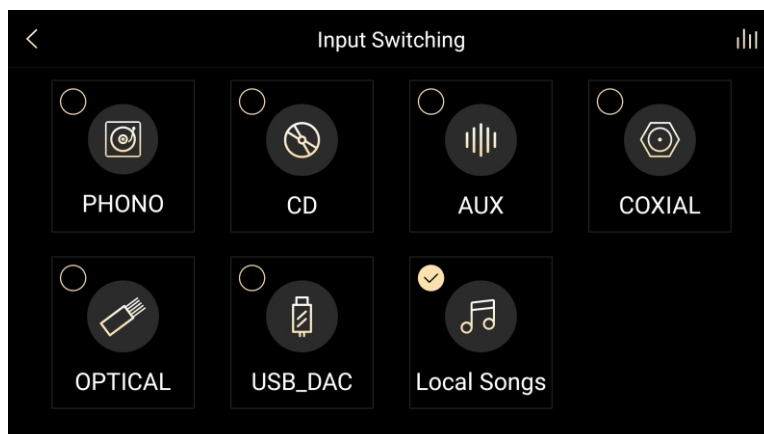 Input Switching
PHONO
CD
AUX
COXIAL
OPTICAL
USB_DAC
Local Songs